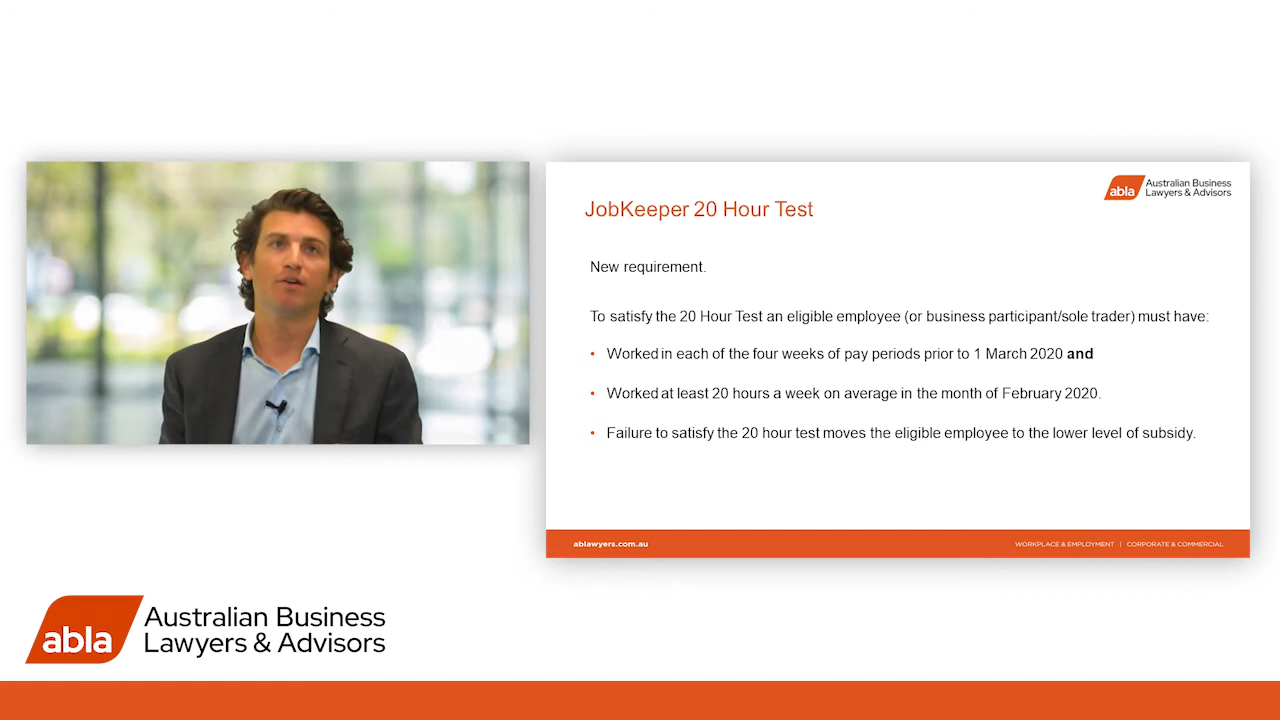 abla
Australian Business
Lawyers & Advisors
JobKeeper 20 Hour Test
New requirement.
To satisfy the 20 Hour Test an eligible employee (or business participant/sole trader) must have:
• Worked in each of the four weeks of pay periods prior to 1 March 2020 and
• Worked at least 20 hours a week on average in the month of February 2020.
• Failure to satisfy the 20 hour test moves the eligible employee to the lower level of subsidy.
ablawyers.com.au
WORKPLACE & EMPLOYMENT | CORPORATE & COMMERCIAL
abla
Australian Business
Lawyers & Advisors